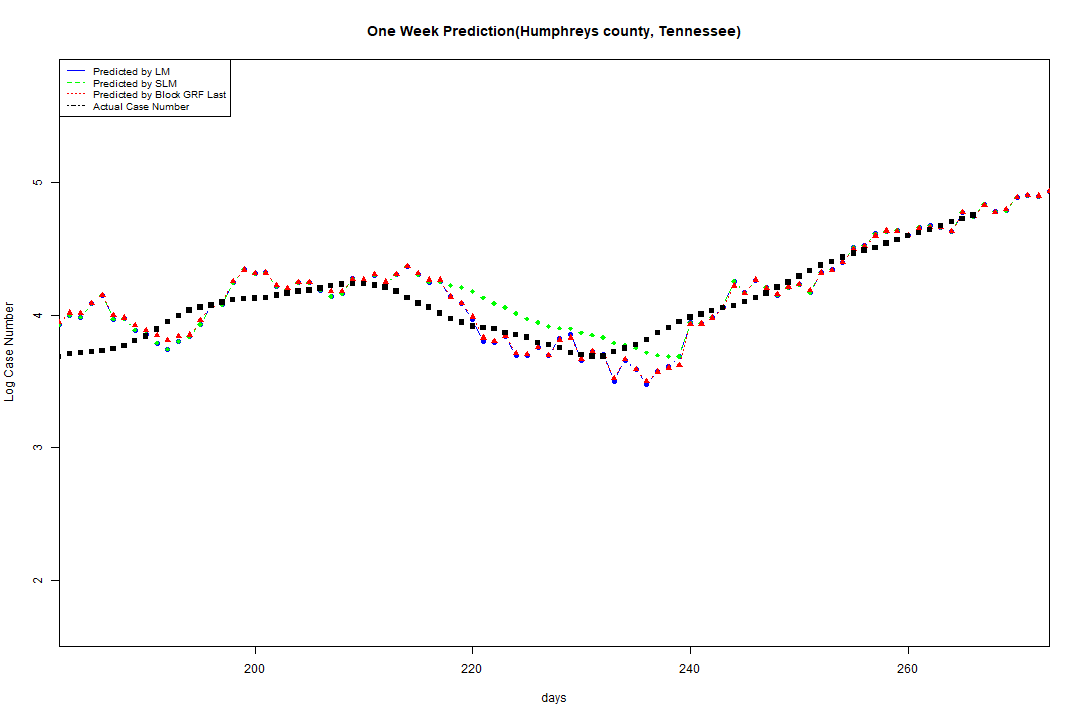 One Week Prediction(Humphreys county, Tennessee)
Predicted by LM
Predicted by SLM
Predicted by Block GRF Last
Actual Case Number
5
4
3
2
Log Case Number
200 220 240 260
days